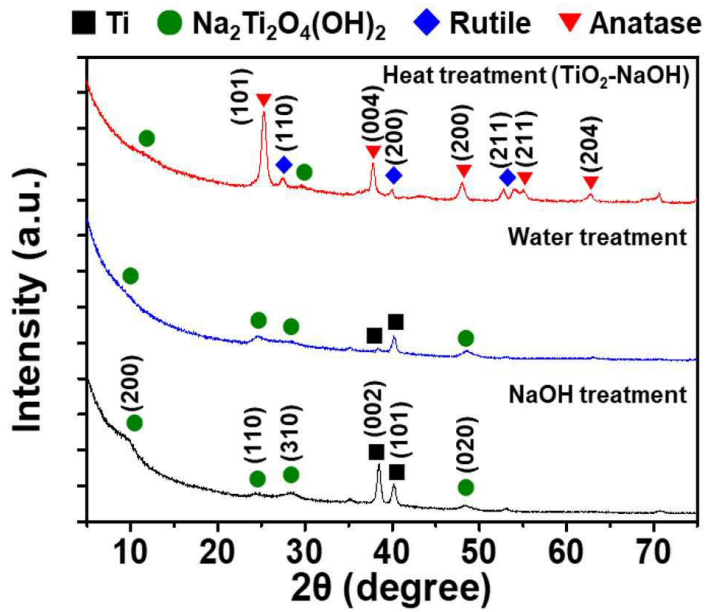 Ti Na₂Ti₂O₄(OH)₂ Rutile Anatase
Heat treatment (TiO₂-NaOH)
(101)
(110)
(004)
(200)
(200)
(211)
(211)
(204)
Water treatment
NaOH treatment
(200)
(110)
(310)
(002)
(101)
(020)
Intensity (a.u.)
10 20 30 40 50 60 70
2θ (degree)